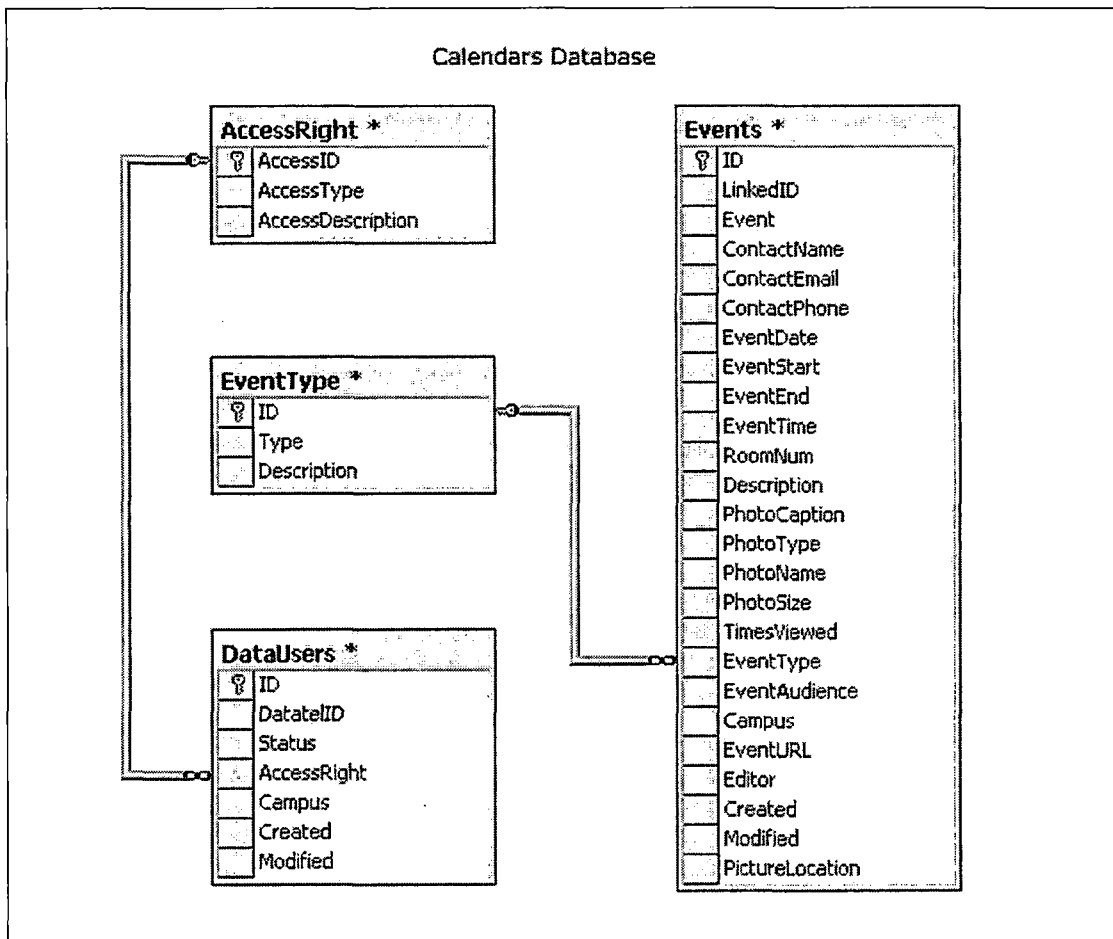 Calendars Database
AccessRight *
AccessID
AccessType
AccessDescription
EventType *
ID
Type
Description
DataUsers *
ID
DatatelID
Status
AccessRight
Campus
Created
Modified
Events *
ID
LinkedID
Event
ContactName
ContactEmail
ContactPhone
EventDate
EventStart
EventEnd
EventTime
RoomNum
Description
PhotoCaption
PhotoType
PhotoName
PhotoSize
TimesViewed
EventType
EventAudience
Campus
EventURL
Editor
Created
Modified
PictureLocation